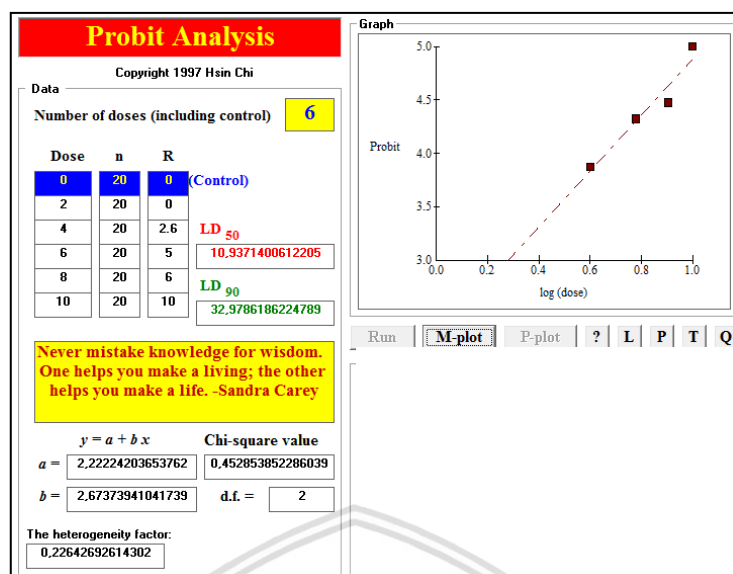 Probit Analysis
Copyright 1997 Hsin Chi
Data
Number of doses (including control) 6
Dose n R
0 20 0 (Control)
2 20 0
4 20 2.6
6 20 5
8 20 6
10 20 10
LD 50
10,9371400612205
LD 90
32,9786186224789
Never mistake knowledge for wisdom.
One helps you make a living; the other
helps you make a life. -Sandra Carey
y = a + b x Chi-square value
a = 2,22224203653762 0,452853852286039
b = 2,67373941041739 d.f. = 2
The heterogeneity factor:
0,22642692614302
Graph
5.0
4.5
Probit
4.0
3.5
3.0
0.0 0.2 0.4 0.6 0.8 1.0
log (dose)
Run M-plot P-plot ? L P T Q